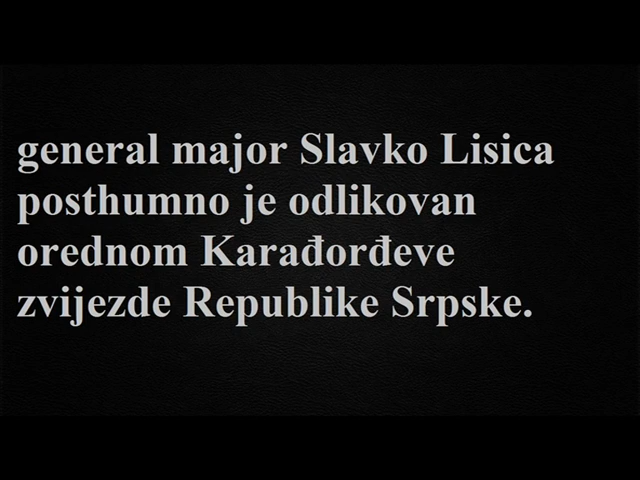 general major Slavko Lisica
posthumno je odlikovan
orednom Karađorđeve
zvijezde Republike Srpske.